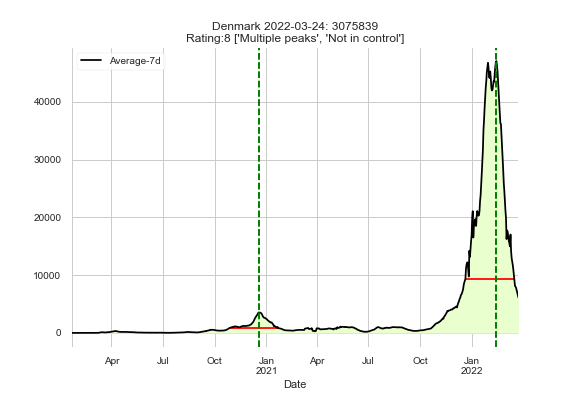 Denmark 2022-03-24: 3075839
Rating:8 ['Multiple peaks', 'Not in control']
Average-7d
40000
30000
20000
10000
0
Apr Jul Oct Jan Apr Jul Oct Jan
2021 2022
Date